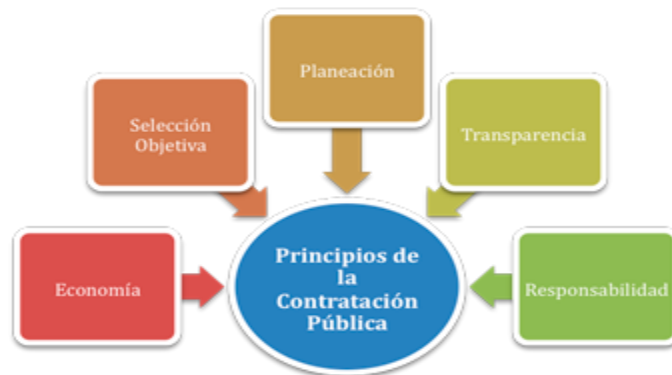 Planeación
Selección
Objetiva
Transparencia
Economía
Principios de
la
Contratación
Pública
Responsabilidad